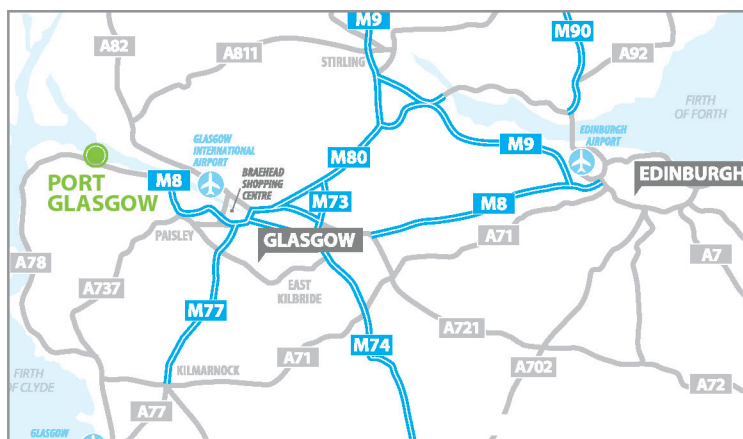 M9
M90
A82
A811
A92
STIRLING
FIRTH
OF FORTH
GLASGOW
INTERNATIONAL
AIRPORT
EDINBURGH
AIRPORT
M80
M9
BRAEHEAD
SHOPPING
CENTRE
PORT
GLASGOW
M8
EDINBURGH
M73
M8
PAISLEY
GLASGOW
A71
A78
A7
A737
EAST
KILBRIDE
M77
A721
M74
A71
A702
FIRTH
OF CLYDE
KILMARNOCK
A72
A77
GLASGOW